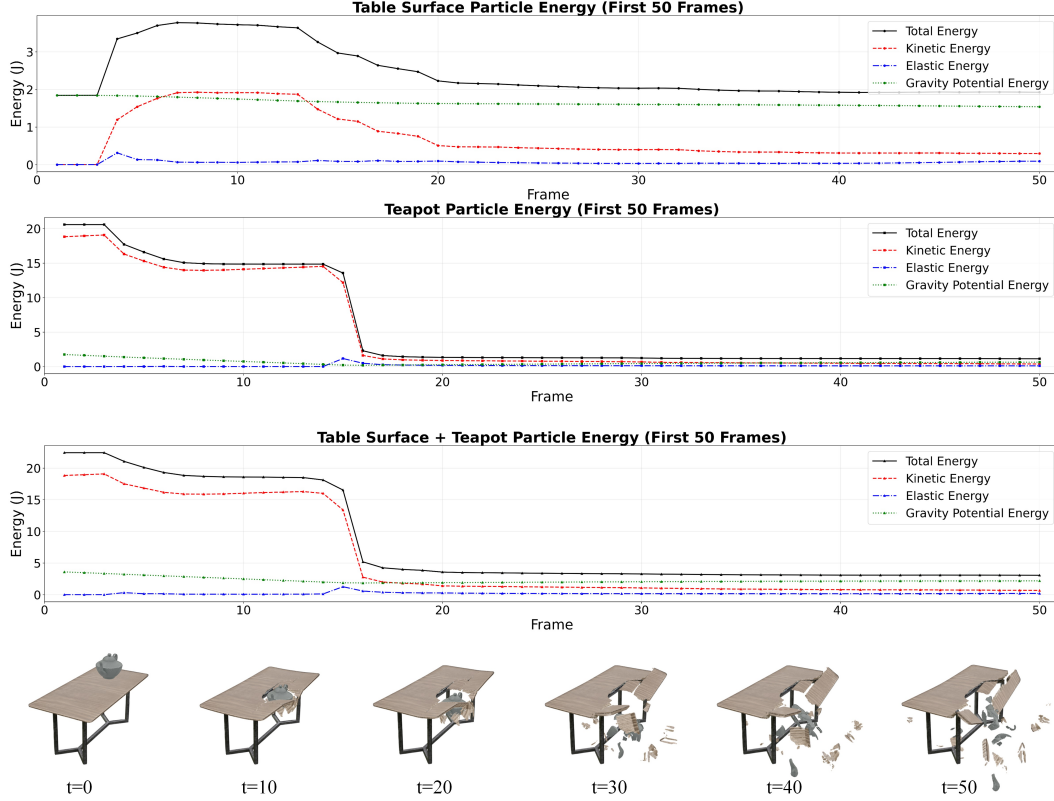 Table Surface Particle Energy (First 50 Frames)
Energy (J)
3
2
1
0
Total Energy
Kinetic Energy
Elastic Energy
Gravity Potential Energy
0 10 20 30 40 50
Frame
Teapot Particle Energy (First 50 Frames)
Energy (J)
20
15
10
5
0
Total Energy
Kinetic Energy
Elastic Energy
Gravity Potential Energy
0 10 20 30 40 50
Frame
Table Surface + Teapot Particle Energy (First 50 Frames)
Energy (J)
20
15
10
5
0
Total Energy
Kinetic Energy
Elastic Energy
Gravity Potential Energy
0 10 20 30 40 50
Frame
t=0 t=10 t=20 t=30 t=40 t=50